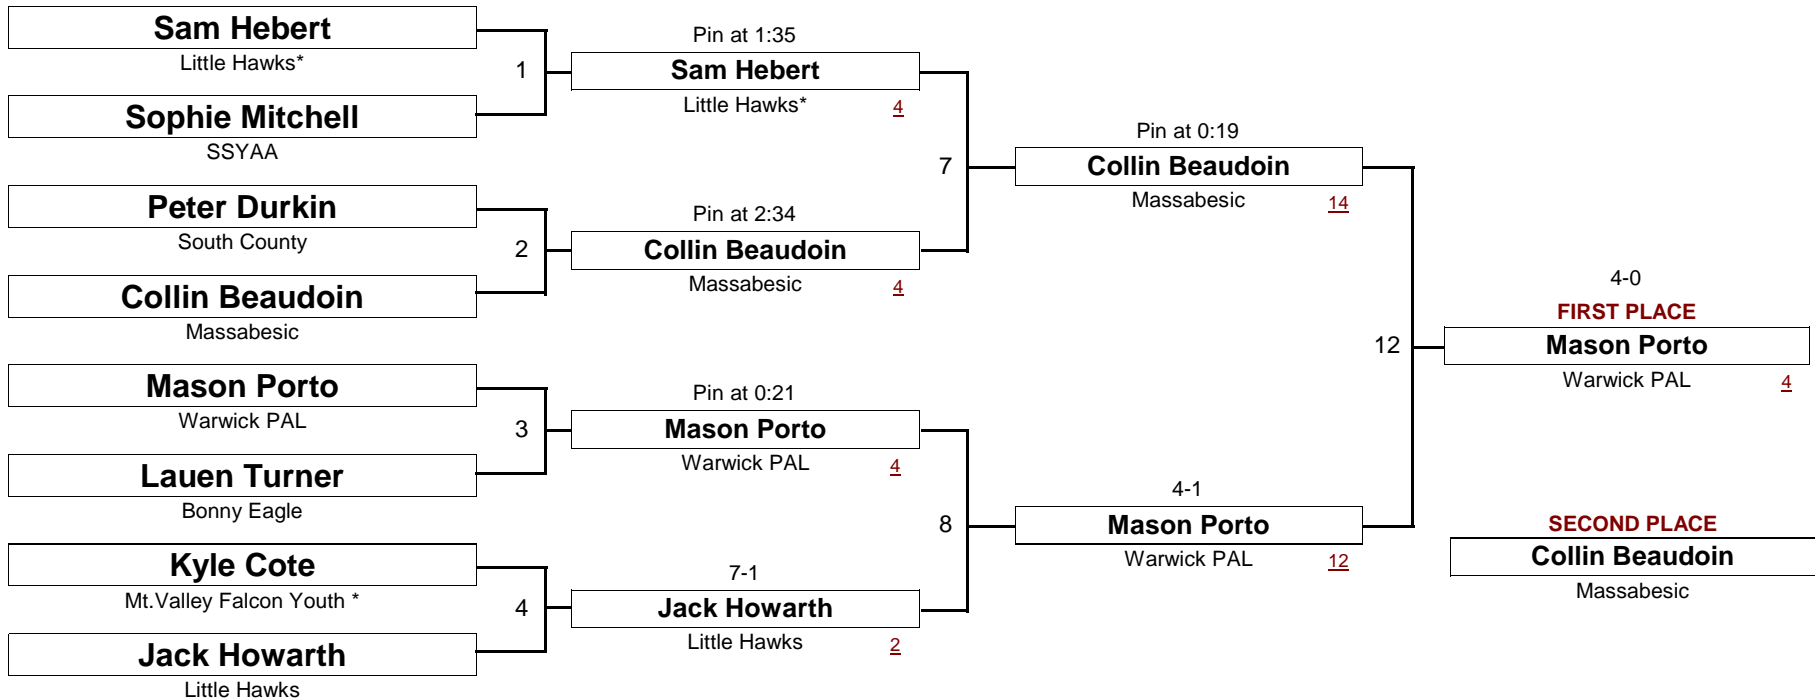 Sam Hebert
Little Hawks*
1
Sophie Mitchell
SSYAA
Peter Durkin
South County
2
Collin Beaudoin
Massabesic
Mason Porto
Warwick PAL
3
Lauen Turner
Bonny Eagle
Kyle Cote
Mt.Valley Falcon Youth *
4
Jack Howarth
Little Hawks
Pin at 1:35
Sam Hebert
Little Hawks* 4
7
Pin at 2:34
Collin Beaudoin
Massabesic 4
Pin at 0:21
Mason Porto
Warwick PAL 4
8
7-1
Jack Howarth
Little Hawks 2
Pin at 0:19
Collin Beaudoin
Massabesic 14
12
4-1
Mason Porto
Warwick PAL 12
4-0
FIRST PLACE
Mason Porto
Warwick PAL 4
SECOND PLACE
Collin Beaudoin
Massabesic